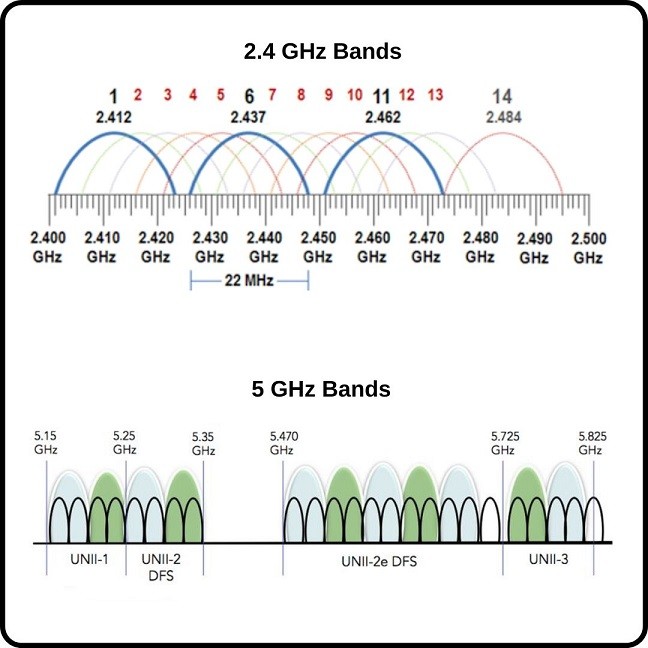 2.4 GHz Bands
1 2 3 4 5 6 7 8 9 10 11 12 13 14
2.412 2.437 2.462 2.484
2.400 2.410 2.420 2.430 2.440 2.450 2.460 2.470 2.480 2.490 2.500
GHz GHz GHz GHz GHz GHz GHz GHz GHz GHz GHz
22 MHz
5 GHz Bands
5.15 5.25 5.35 5.470 5.725 5.825
GHz GHz GHz GHz GHz GHz
UNII-1 UNII-2 UNII-2e DFS UNII-3
DFS